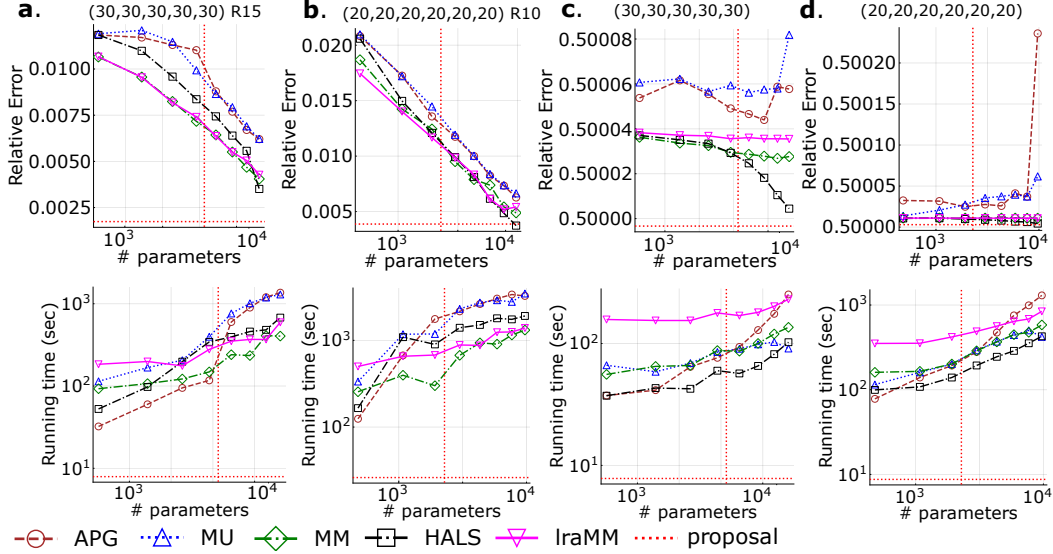 a. (30,30,30,30,30) R15
b. (20,20,20,20,20,20) R10
c. (30,30,30,30,30)
d. (20,20,20,20,20,20)
Relative Error
0.0100
0.0075
0.0050
0.0025
10³ 10⁴
# parameters
Relative Error
0.020
0.015
0.010
0.005
10³ 10⁴
# parameters
Relative Error
0.50008
0.50006
0.50004
0.50002
0.50000
10³ 10⁴
# parameters
Relative Error
0.50020
0.50015
0.50010
0.50005
0.50000
10³ 10⁴
# parameters
Running time (sec)
10³
10²
10¹
10³ 10⁴
# parameters
Running time (sec)
10³
10²
10³ 10⁴
# parameters
Running time (sec)
10²
10¹
10³ 10⁴
# parameters
Running time (sec)
10³
10²
10¹
10³ 10⁴
# parameters
APG MU MM HALS lraMM proposal